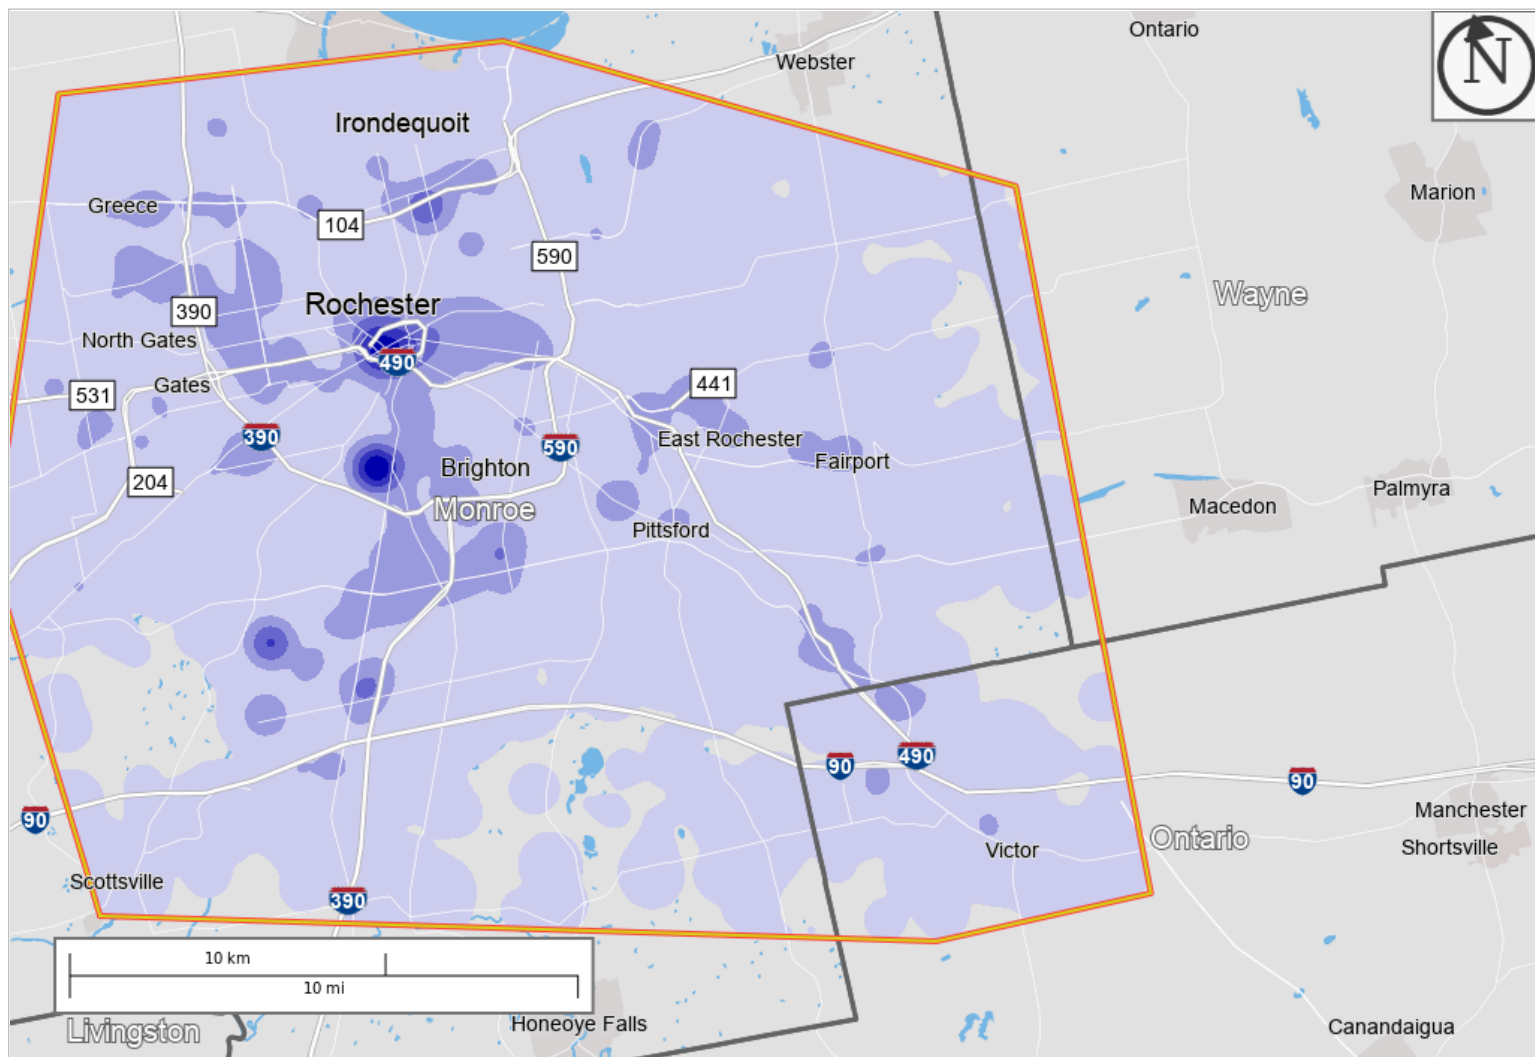 Ontario
N
Webster
Irondequoit
Marion
Greece
104
590
Wayne
Rochester
390
North Gates
490
Gates
441
531
390
590
East Rochester
Fairport
Brighton
204
Palmyra
Macedon
Monroe
Pittsford
490
90
90
90
Manchester
Ontario
Shortsville
Victor
Scottsville
390
10 km
10 mi
Honeoye Falls
Canandaigua
Livingston